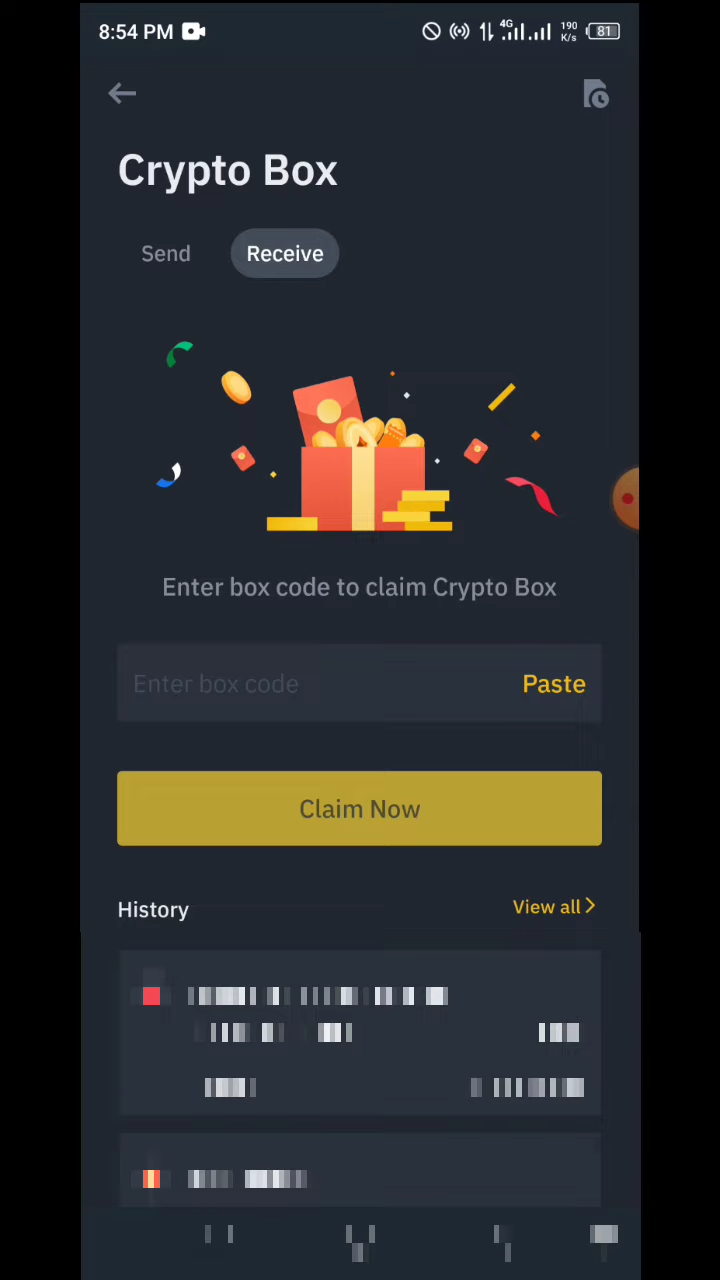 8:54 PM
4G
190
K/s
81
Crypto Box
Send
Receive
Enter box code to claim Crypto Box
Enter box code
Paste
Claim Now
History
View all